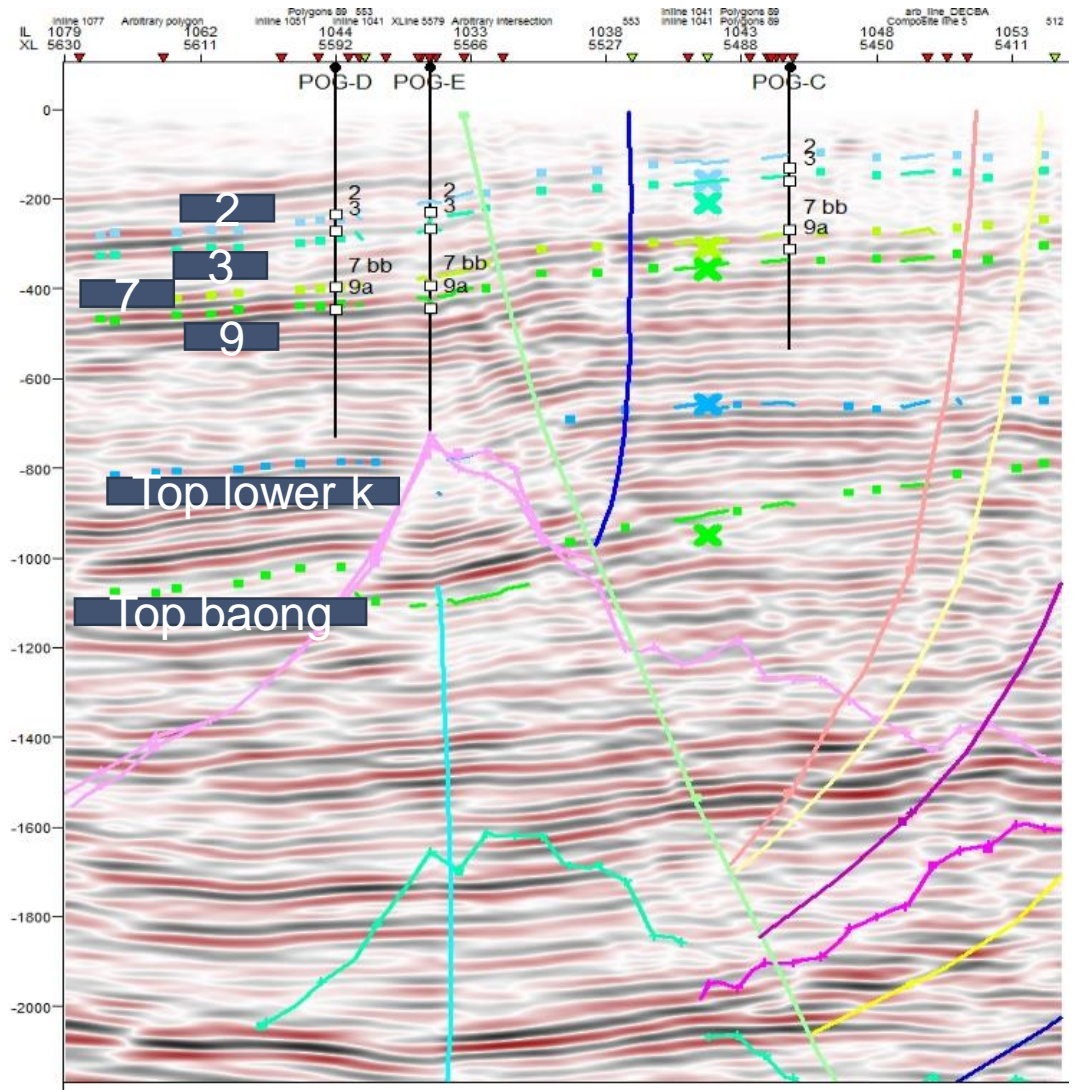 Polygons 89 553
Inline 1077 Arbitrary polygon Inline 1051 Inline 1041 XLine 5579 Arbitrary Intersection 553 Inline 1041 Polygons 89 arb_line_DECBA
Inline 1041 Polygons 89 Composite line 5 512
IL 1079 1062 1044 1033 1038 1043 1048 1053
XL 5630 5611 5592 5566 5527 5488 5450 5411
POG-D POG-E POG-C
0
2
3
-200
2 2 2
3 3
7 bb
9a
3
7 bb 7 bb
7
9a 9a
-400
9
-600
-800
Top lower k
-1000
Top baong
-1200
-1400
-1600
-1800
-2000